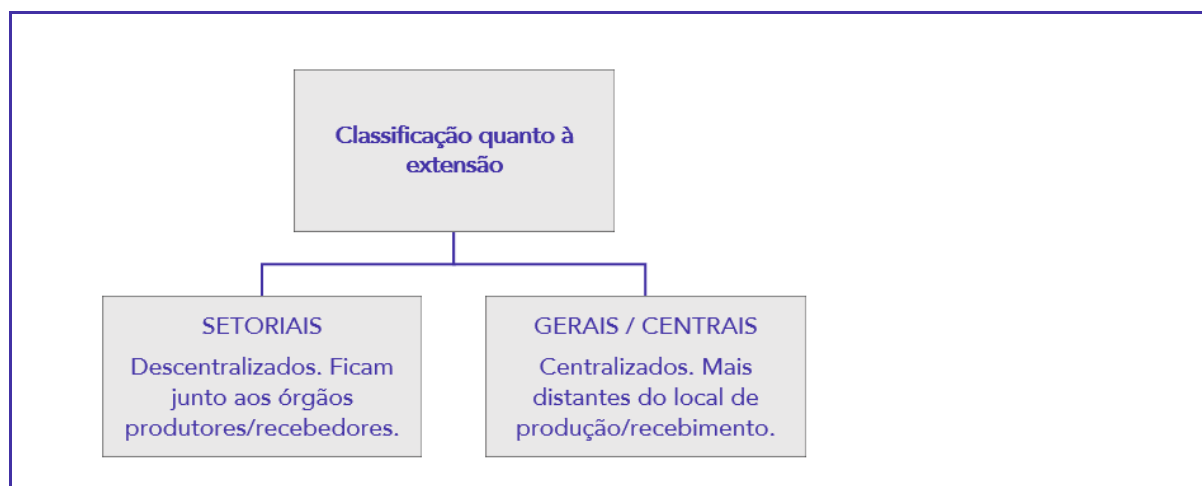 Classificação quanto à
extensão
SETORIAIS
Descentralizados. Ficam
junto aos órgãos
produtores/recebedores.
GERAIS / CENTRAIS
Centralizados. Mais
distantes do local de
produção/recebimento.